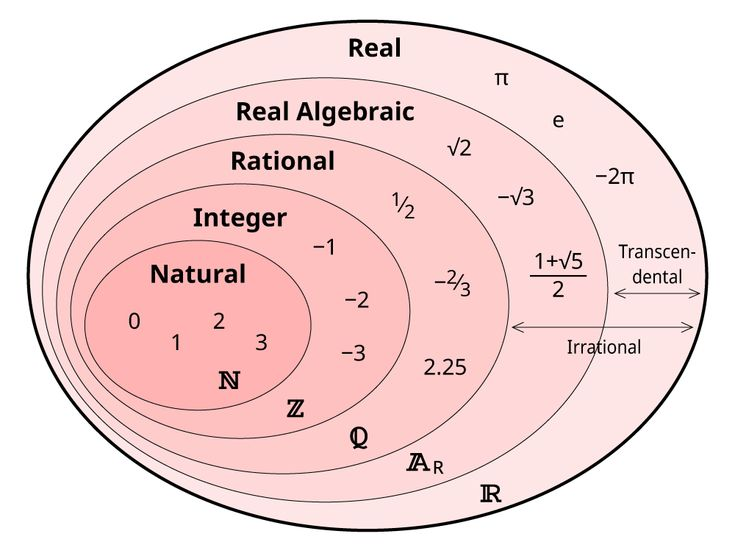 Real
π
Real Algebraic
e
√2
Rational
−2π
−√3
½
Integer
−1
Transcen-
dental
1+√5
2
Natural
−⅔
−2
0
2
1
3
Irrational
−3
2.25
ℕ
ℤ
ℚ
𝔸R
ℝ